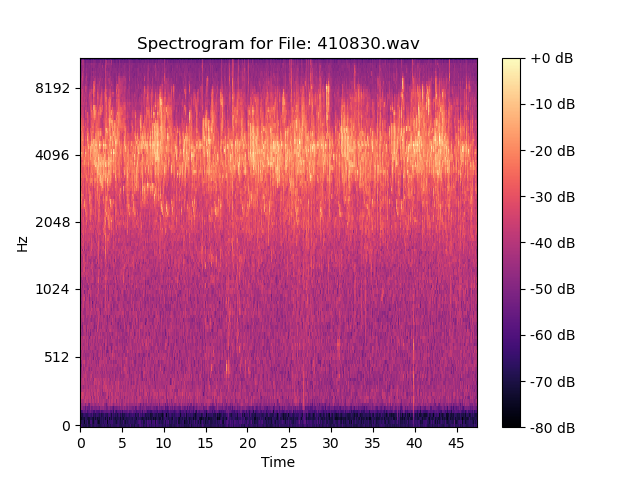 Spectrogram for File: 410830.wav
Hz
8192
4096
2048
1024
512
0
0 5 10 15 20 25 30 35 40 45
Time
+0 dB
-10 dB
-20 dB
-30 dB
-40 dB
-50 dB
-60 dB
-70 dB
-80 dB